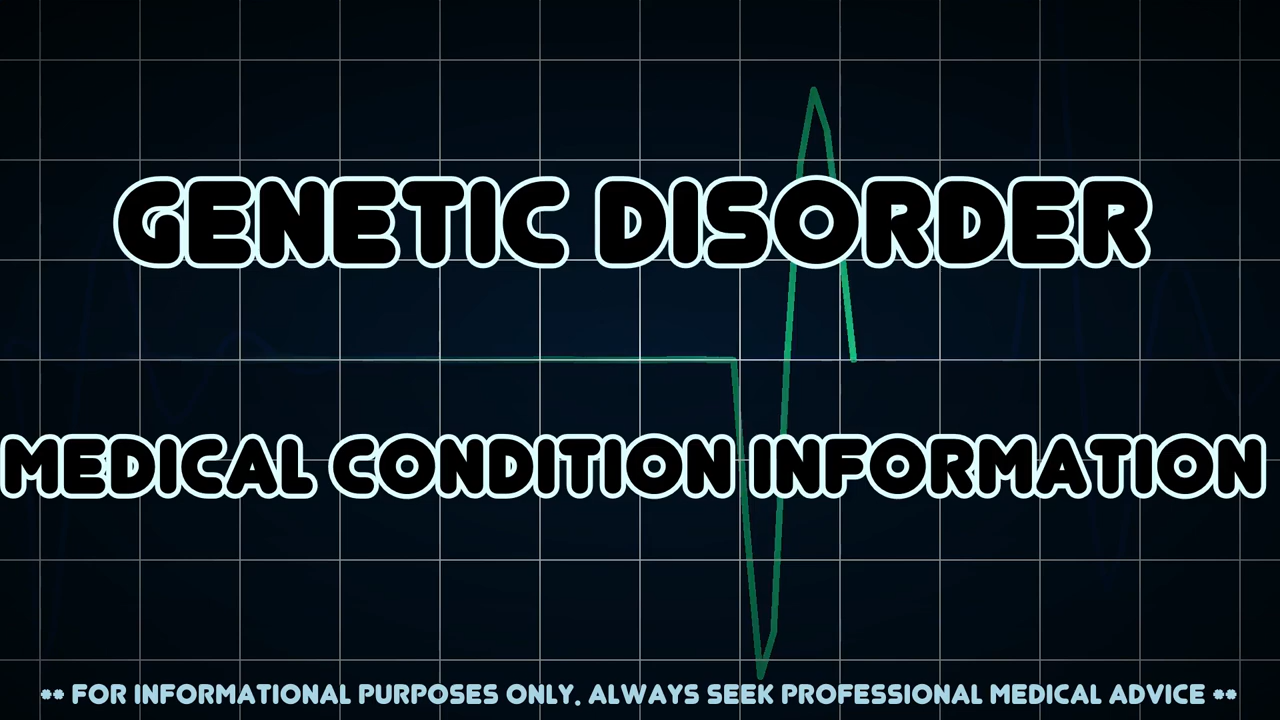 GENETIC DISORDER
MEDICAL CONDITION INFORMATION
** FOR INFORMATIONAL PURPOSES ONLY. ALWAYS SEEK PROFESSIONAL MEDICAL ADVICE **